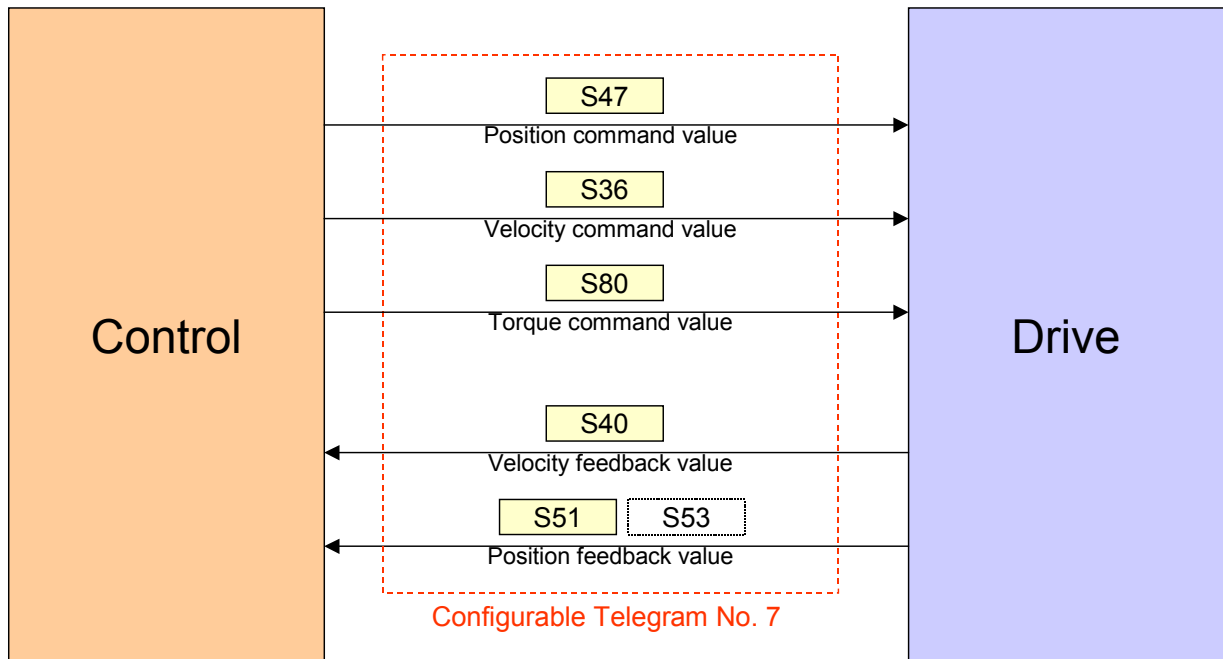 Control
S47
Position command value
S36
Velocity command value
S80
Torque command value
S40
Velocity feedback value
S51 S53
Position feedback value
Configurable Telegram No. 7
Drive